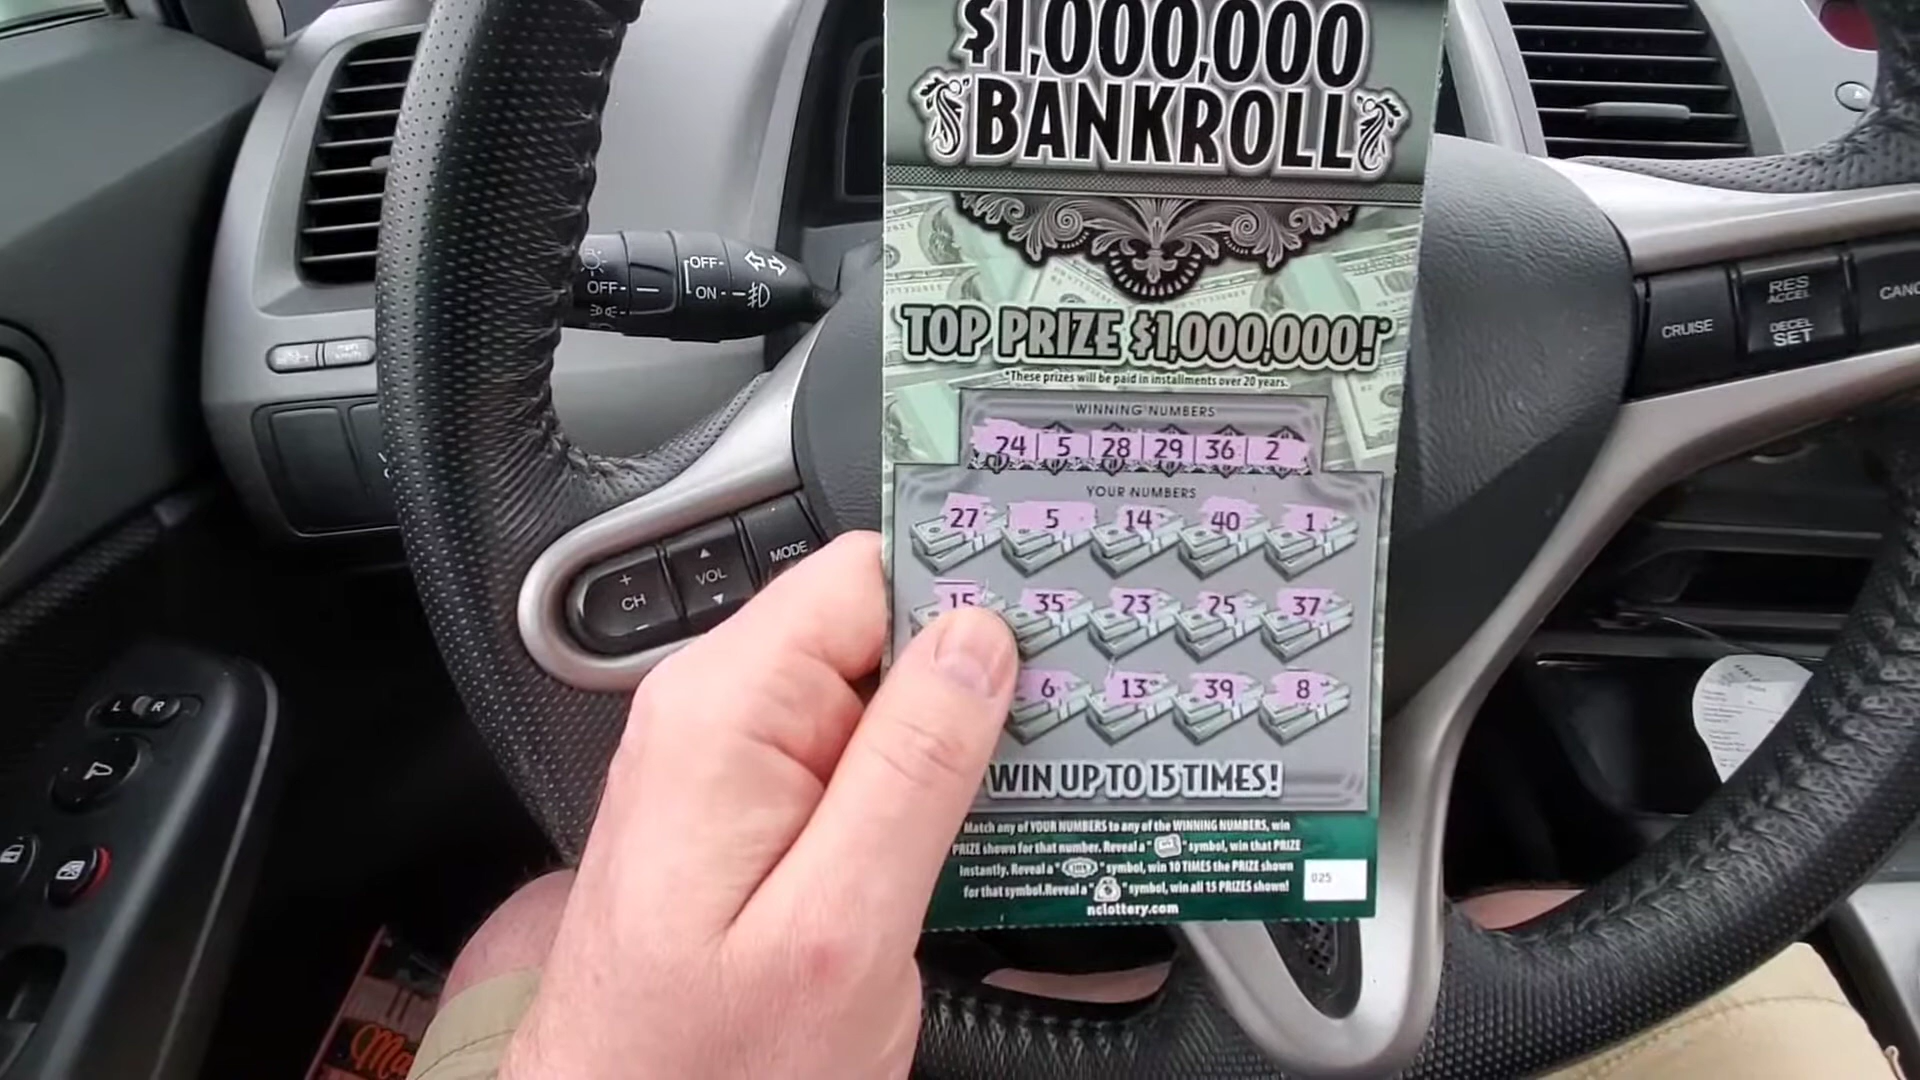 $1,000,000
BANKROLL
TOP PRIZE $1,000,000!*
*These prizes will be paid in installments over 20 years.
WINNING NUMBERS
24 5 28 29 36 2
YOUR NUMBERS
27 5 14 40 1
15 35 23 25 37
6 13 39 8
WIN UP TO 15 TIMES!
Match any of YOUR NUMBERS to any of the WINNING NUMBERS, win
PRIZE shown for that number. Reveal a " " symbol, win that PRIZE
instantly. Reveal a " " symbol, win 10 TIMES the PRIZE shown
for that symbol.Reveal a " " symbol, win all 15 PRIZES shown!
025
nclottery.com
OFF-
OFF-
ON -
+
CH
-
VOL
MODE
CRUISE
RES
ACCEL
DECEL
SET
CANC
L R